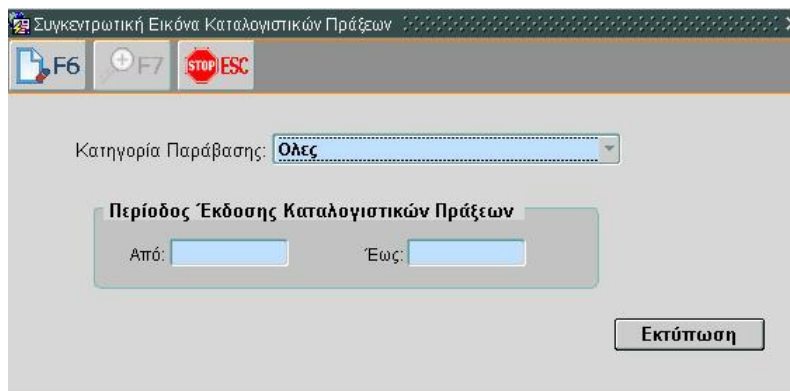 Συγκεντρωτική Εικόνα Καταλογιστικών Πράξεων
F6 F7 STOP ESC
Κατηγορία Παράβασης: Ολες
Περίοδος Έκδοσης Καταλογιστικών Πράξεων
Από: Έως:
Εκτύπωση